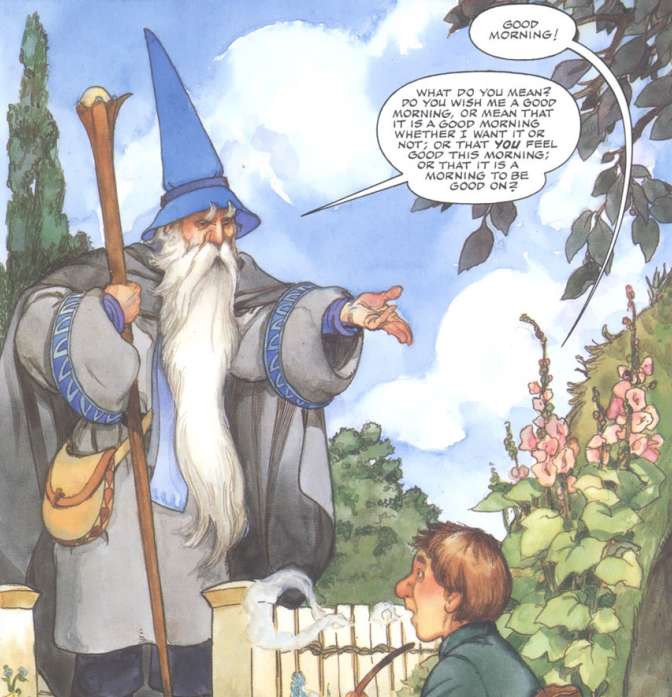 GOOD
MORNING!
WHAT DO YOU MEAN?
DO YOU WISH ME A GOOD
MORNING, OR MEAN THAT
IT IS A GOOD MORNING
WHETHER I WANT IT OR
NOT; OR THAT YOU FEEL
GOOD THIS MORNING;
OR THAT IT IS A
MORNING TO BE
GOOD ON?